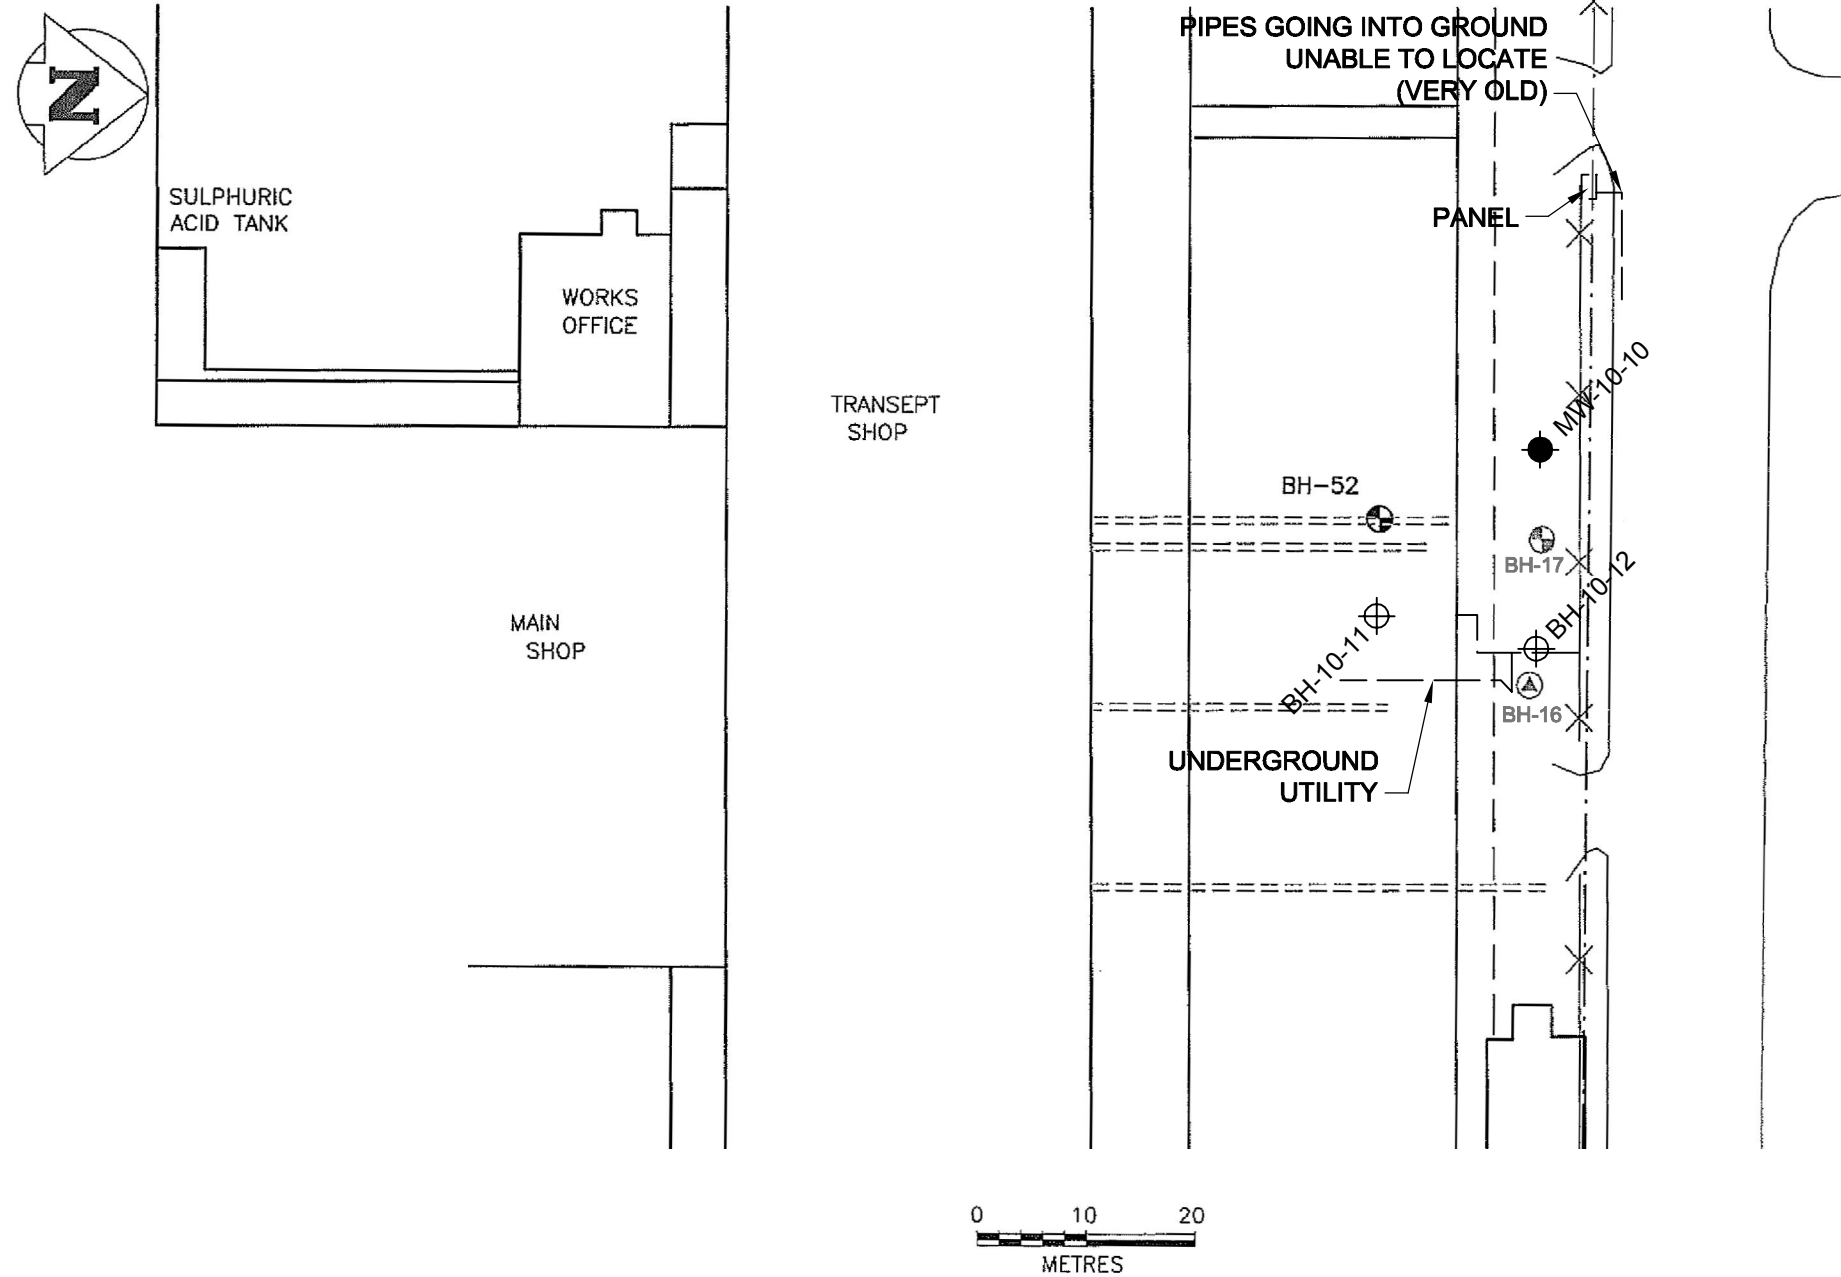 PIPES GOING INTO GROUND
UNABLE TO LOCATE
(VERY OLD)
N
SULPHURIC
ACID TANK
PANEL
WORKS
OFFICE
MW-10-10
TRANSEPT
SHOP
BH-52
BH-17
BH-10-12
MAIN
SHOP
BH-10-11
BH-16
UNDERGROUND
UTILITY
0 10 20
METRES